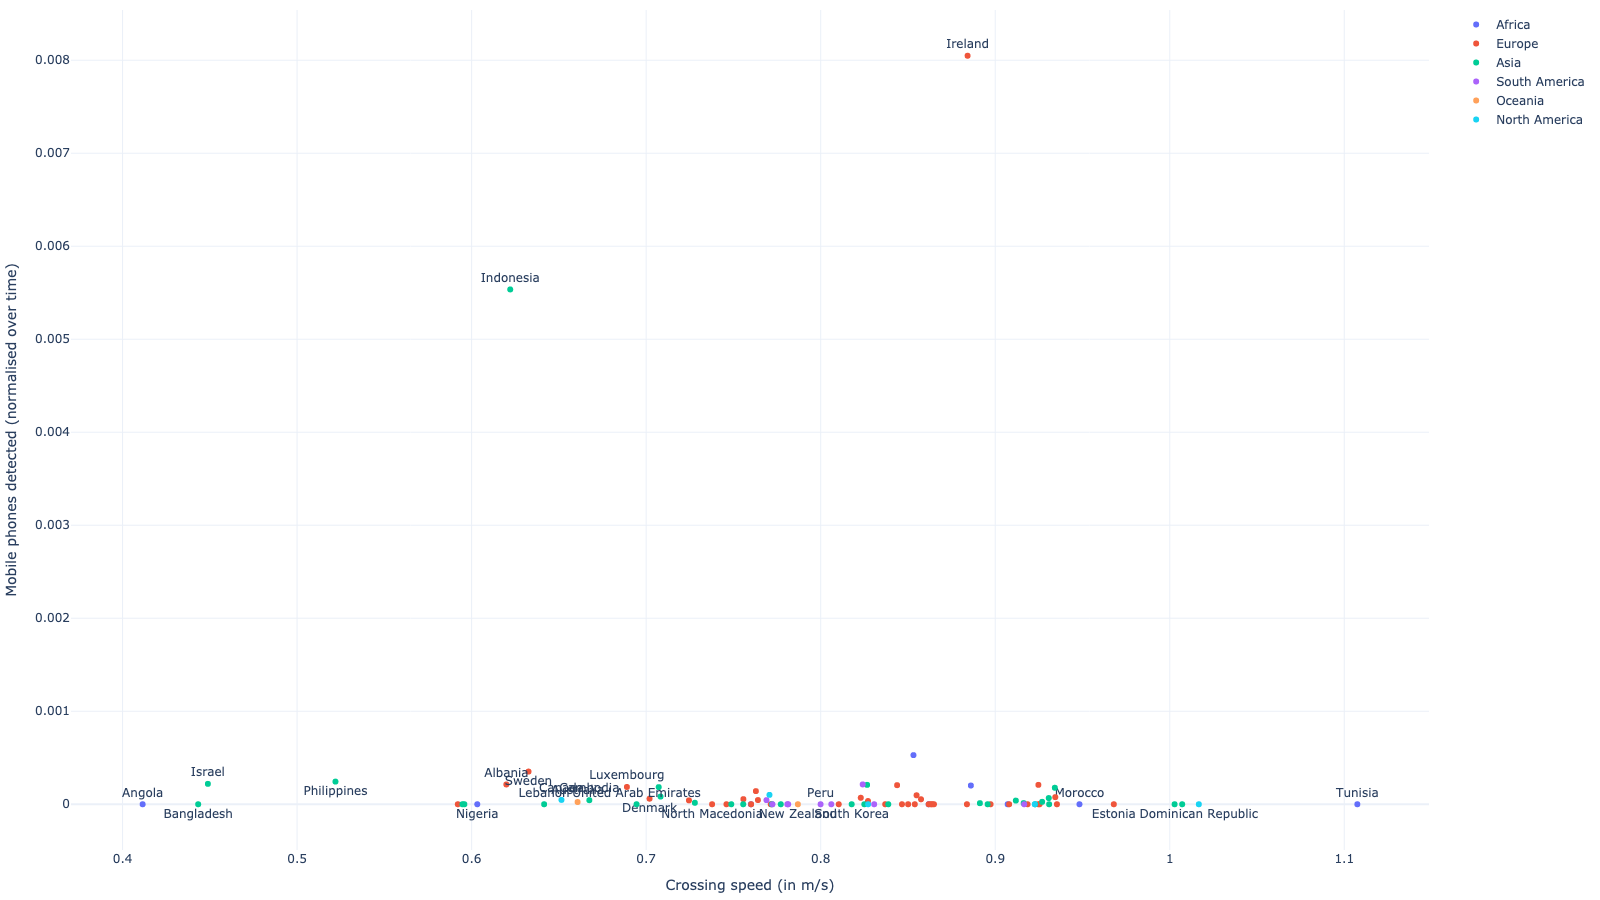 Ireland
Africa
Europe
Asia
South America
Oceania
North America
0.008
0.007
0.006
Indonesia
0.005
0.004
0.003
0.002
0.001
0
Mobile phones detected (normalised over time)
Israel
Albania
Luxembourg
Sweden
Philippines
Angola
Lebanon
United Arab Emirates
Peru
Morocco
Tunisia
Denmark
Bangladesh
Nigeria
North Macedonia
New Zealand
South Korea
Estonia
Dominican Republic
0.4
0.5
0.6
0.7
0.8
0.9
1
1.1
Crossing speed (in m/s)